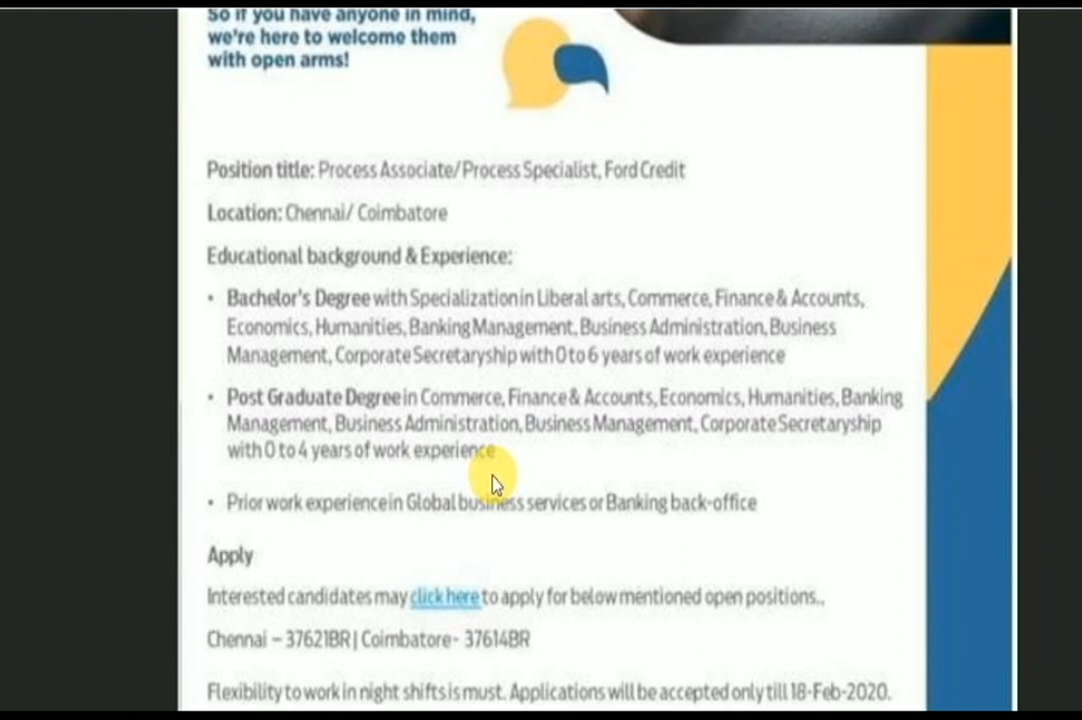 So if you have anyone in mind,
we're here to welcome them
with open arms!
Position title: Process Associate/Process Specialist, Ford Credit
Location: Chennai/ Coimbatore
Educational background & Experience:
• Bachelor's Degree with Specialization in Liberal arts, Commerce, Finance & Accounts,
Economics, Humanities, Banking Management, Business Administration, Business
Management, Corporate Secretaryship with 0 to 6 years of work experience
• Post Graduate Degree in Commerce, Finance & Accounts, Economics, Humanities, Banking
Management, Business Administration, Business Management, Corporate Secretaryship
with 0 to 4 years of work experience
• Prior work experience in Global business services or Banking back-office
Apply
Interested candidates may click here to apply for below mentioned open positions..
Chennai – 37621BR| Coimbatore- 37614BR
Flexibility to work in night shifts is must. Applications will be accepted only till 18-Feb-2020.